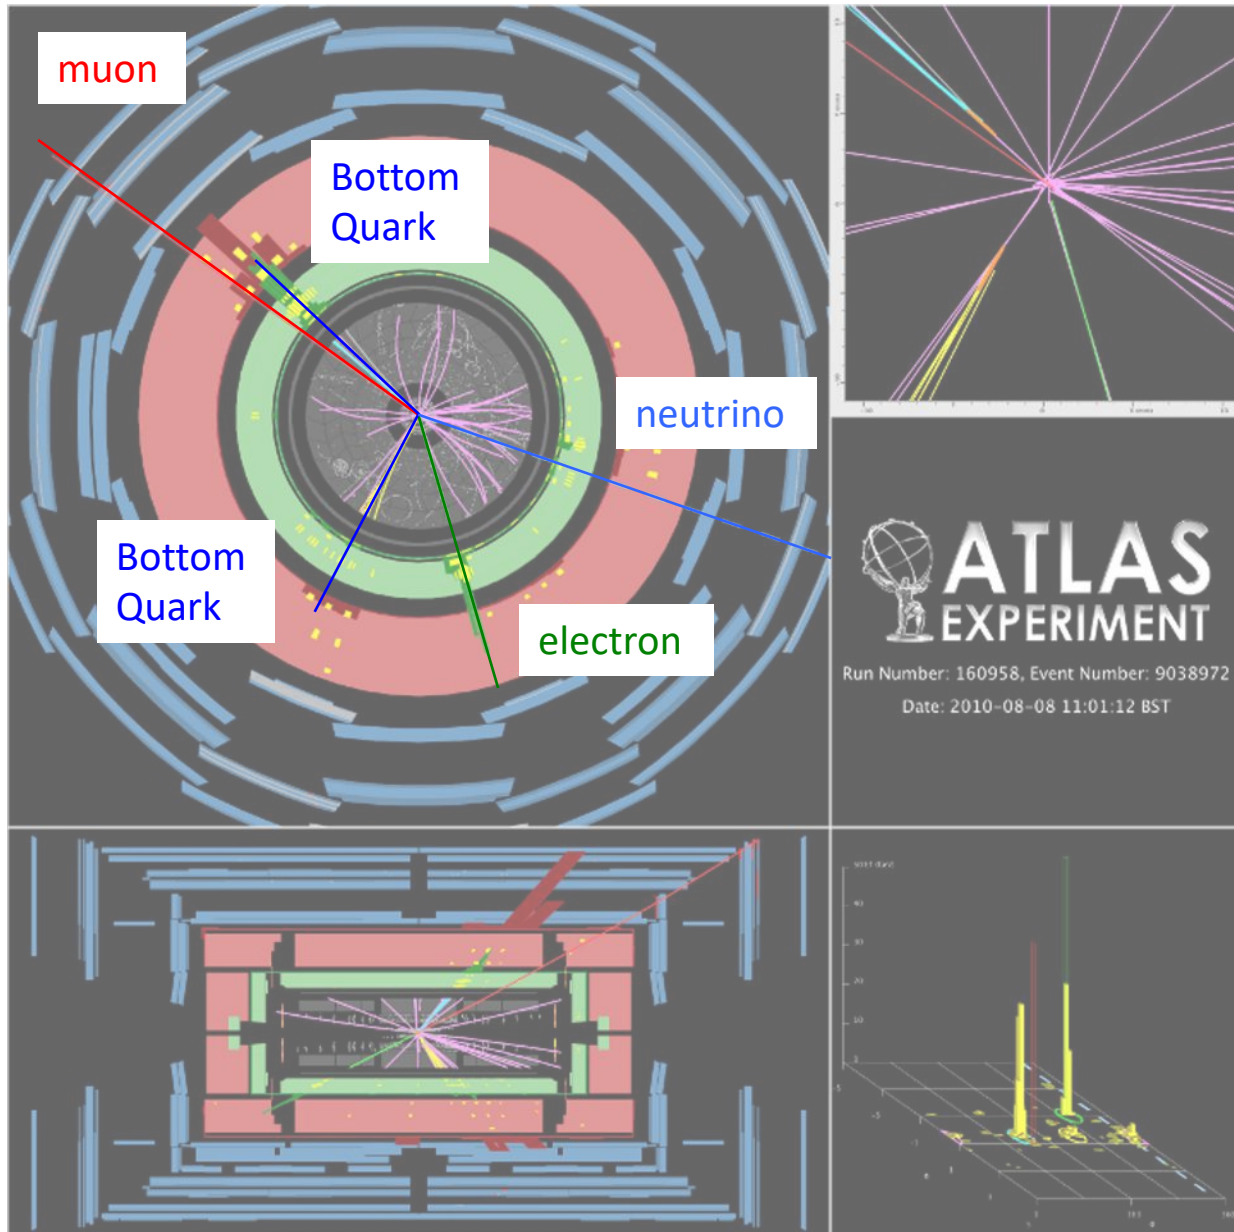 muon
Bottom
Quark
neutrino
Bottom
Quark
electron
ATLAS
EXPERIMENT
Run Number: 160958, Event Number: 9038972
Date: 2010-08-08 11:01:12 BST